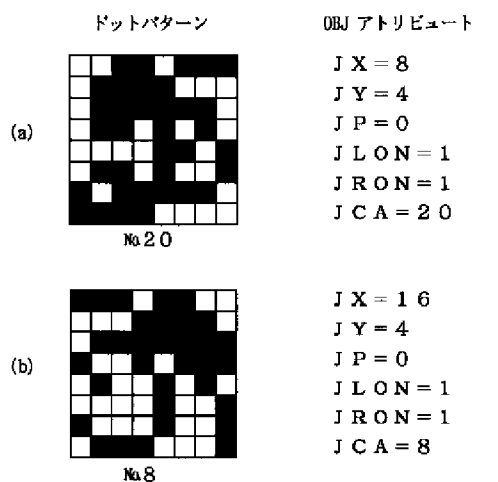 ドットパターン OBJ アトリビュート
(a)
JX=8
JY=4
JP=0
JLON=1
JRON=1
JCA=20
№20
(b)
JX=16
JY=4
JP=0
JLON=1
JRON=1
JCA=8
№8